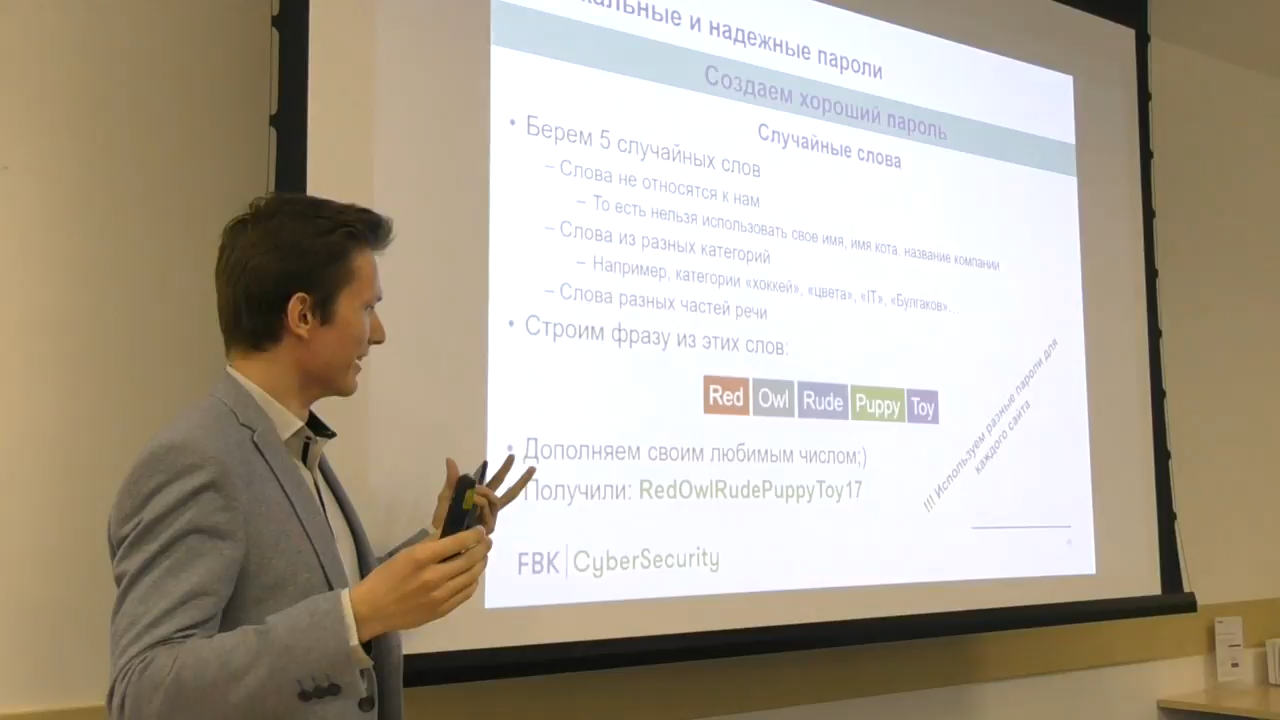 и надежные пароли
Создаем хороший пароль
Случайные слова
• Берем 5 случайных слов
– Слова не относятся к нам
– То есть нельзя использовать свое имя, имя кота, название компании
– Слова из разных категорий
– Например, категории «хоккей», «цвета», «IT», «Булгаков»…
– Слова разных частей речи
• Строим фразу из этих слов:
Red Owl Rude Puppy Toy
• Дополняем своим любимым числом;)
Получили: RedOwlRudePuppyToy17
!!! Используем разные пароли для
каждого сайта
FBK | CyberSecurity